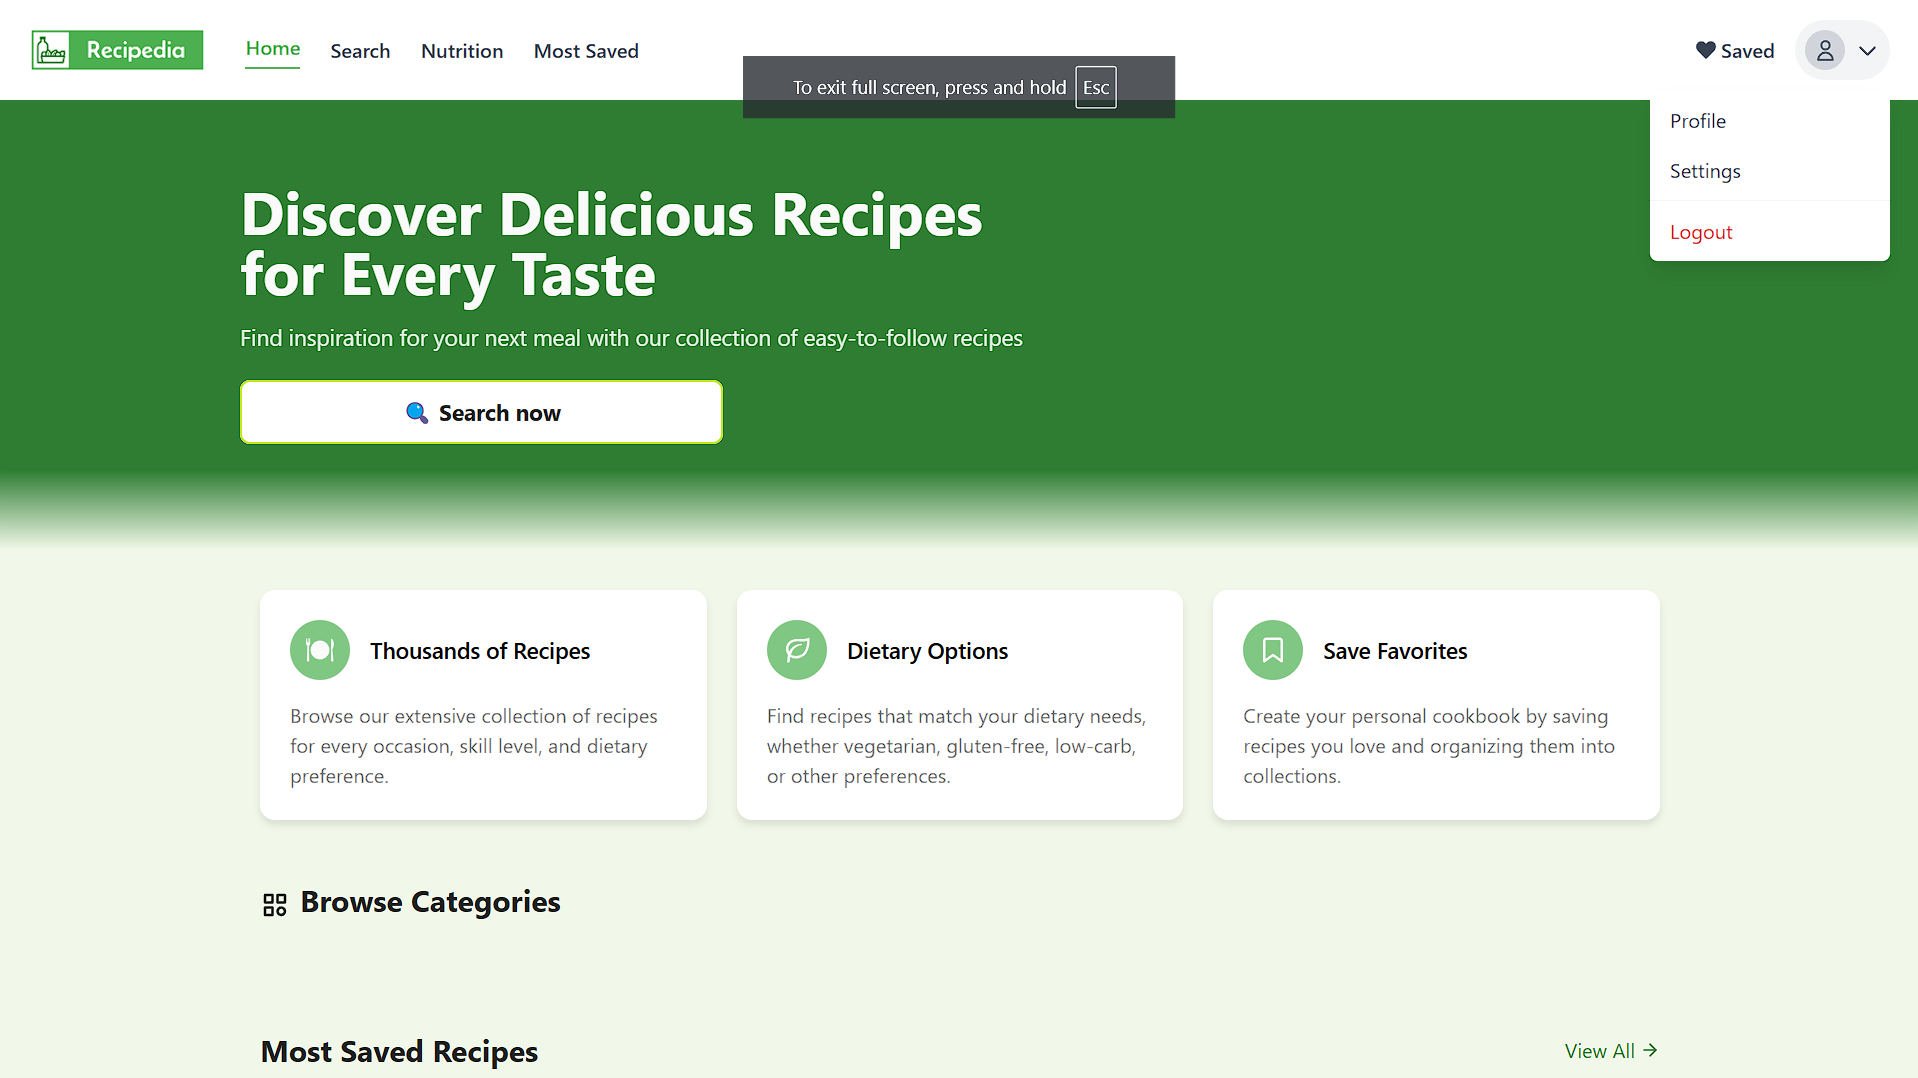 Recipedia
Home
Search
Nutrition
Most Saved
Saved
To exit full screen, press and hold Esc
Profile
Settings
Logout
Discover Delicious Recipes
for Every Taste
Find inspiration for your next meal with our collection of easy-to-follow recipes
Search now
Thousands of Recipes
Browse our extensive collection of recipes
for every occasion, skill level, and dietary
preference.
Dietary Options
Find recipes that match your dietary needs,
whether vegetarian, gluten-free, low-carb,
or other preferences.
Save Favorites
Create your personal cookbook by saving
recipes you love and organizing them into
collections.
Browse Categories
Most Saved Recipes
View All